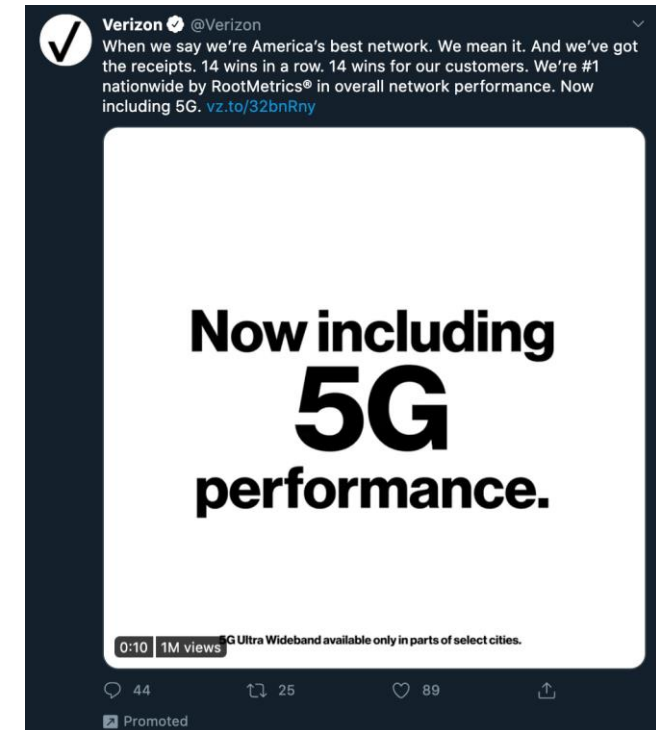 Verizon @Verizon
When we say we're America's best network. We mean it. And we've got
the receipts. 14 wins in a row. 14 wins for our customers. We're #1
nationwide by RootMetrics® in overall network performance. Now
including 5G. vz.to/32bnRny
Now including
5G
performance.
5G Ultra Wideband available only in parts of select cities.
0:10 1M views
44 25 89
Promoted